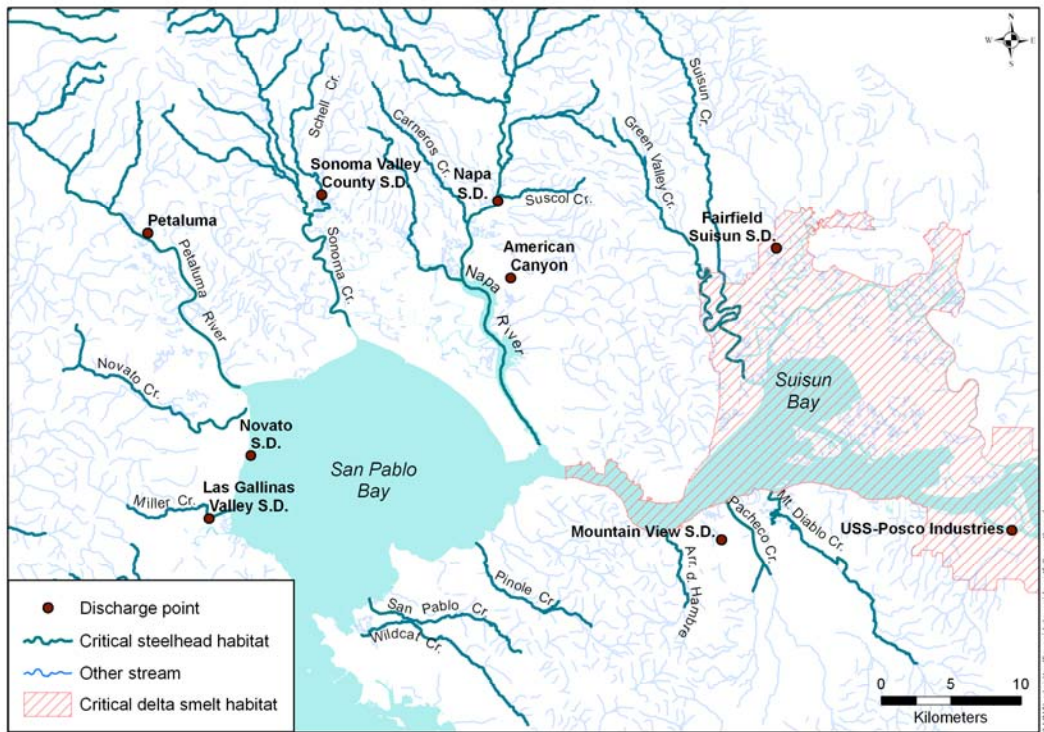 N
W E
S
Suisun Cr.
Schell Cr.
Carneros Cr.
Green Valley Cr.
Sonoma Valley
County S.D.
Napa
S.D.
Suscol Cr.
Petaluma
Fairfield
Suisun S.D.
Petaluma
River
Sonoma Cr.
American
Canyon
Napa
River
Novato Cr.
Suisun
Bay
Novato
S.D.
San Pablo
Bay
Miller Cr.
Las Gallinas
Valley S.D.
Mountain View S.D.
Pacheco Cr.
Mt. Diablo Cr.
USS-Posco Industries
Arr. d. Hambre
Pinole Cr.
San Pablo Cr.
Wildcat Cr.
Discharge point
Critical steelhead habitat
Other stream
Critical delta smelt habitat
0 5 10
Kilometers